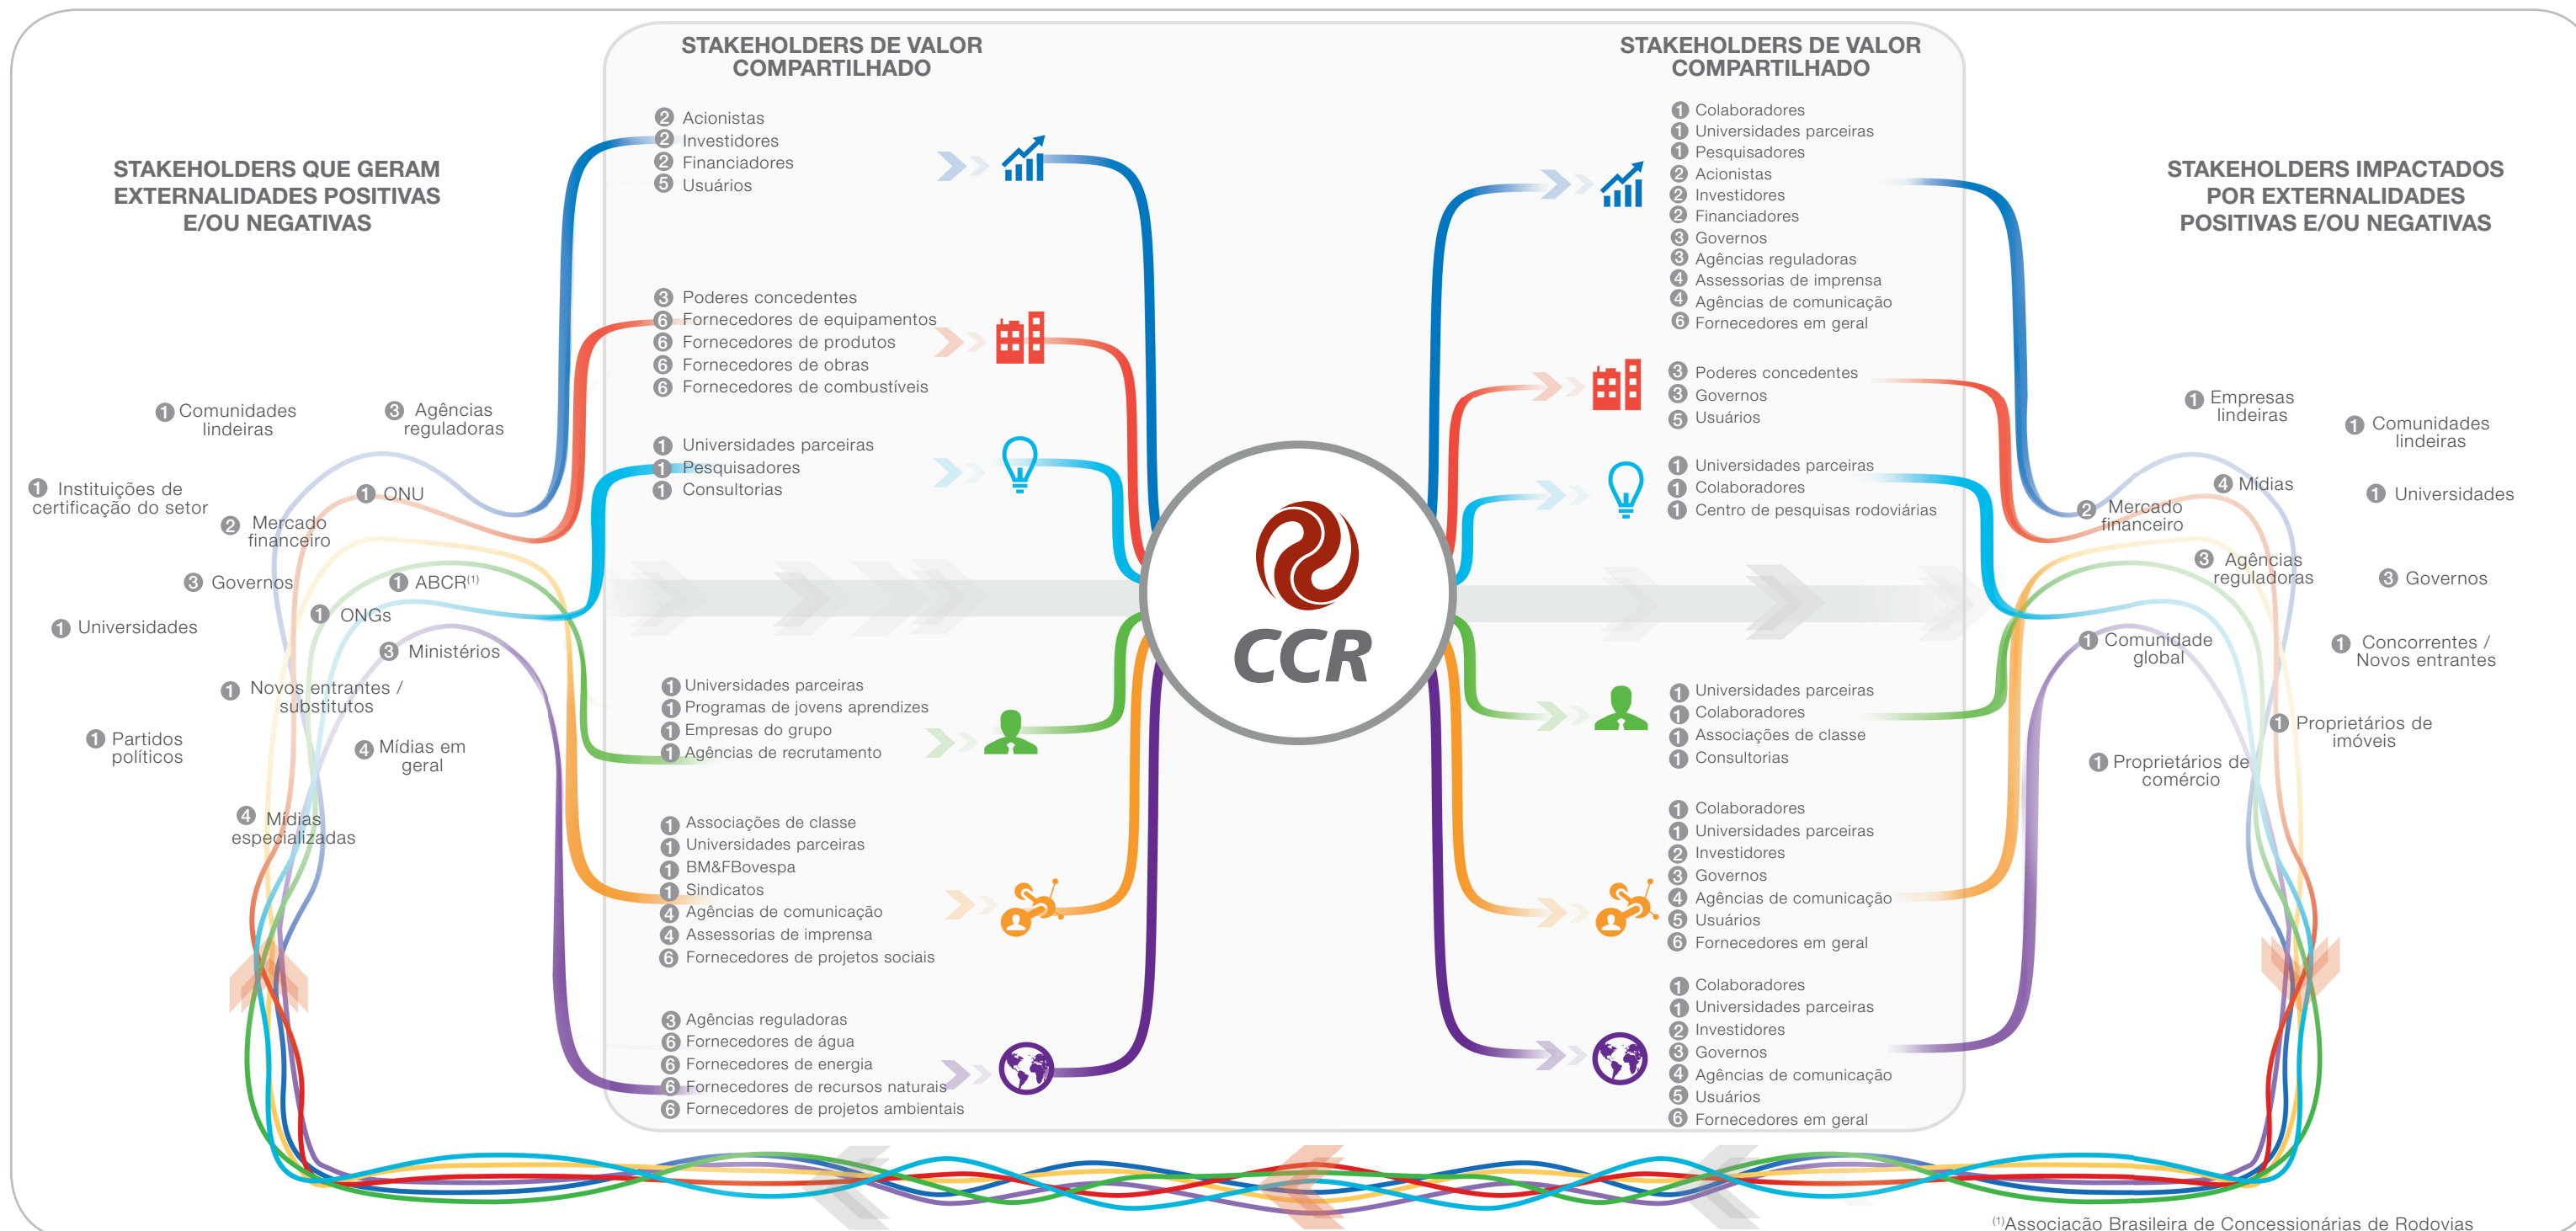 STAKEHOLDERS QUE GERAM
EXTERNALIDADES POSITIVAS
E/OU NEGATIVAS
1 Comunidades
lindeiras
3 Agências
reguladoras
1 Instituições de
certificação do setor
1 ONU
2 Mercado
financeiro
3 Governos
1 ABCR(1)
1 ONGs
1 Universidades
3 Ministérios
1 Novos entrantes /
substitutos
1 Partidos
políticos
4 Mídias em
geral
4 Mídias
especializadas
STAKEHOLDERS DE VALOR
COMPARTILHADO
2 Acionistas
2 Investidores
2 Financiadores
5 Usuários
3 Poderes concedentes
6 Fornecedores de equipamentos
6 Fornecedores de produtos
6 Fornecedores de obras
6 Fornecedores de combustíveis
1 Universidades parceiras
1 Pesquisadores
1 Consultorias
1 Universidades parceiras
1 Programas de jovens aprendizes
1 Empresas do grupo
1 Agências de recrutamento
1 Associações de classe
1 Universidades parceiras
1 BM&FBovespa
1 Sindicatos
4 Agências de comunicação
4 Assessorias de imprensa
6 Fornecedores de projetos sociais
3 Agências reguladoras
6 Fornecedores de água
6 Fornecedores de energia
6 Fornecedores de recursos naturais
6 Fornecedores de projetos ambientais
CCR
STAKEHOLDERS DE VALOR
COMPARTILHADO
1 Colaboradores
1 Universidades parceiras
1 Pesquisadores
2 Acionistas
2 Investidores
2 Financiadores
3 Governos
3 Agências reguladoras
4 Assessorias de imprensa
4 Agências de comunicação
6 Fornecedores em geral
3 Poderes concedentes
3 Governos
5 Usuários
1 Universidades parceiras
1 Colaboradores
1 Centro de pesquisas rodoviárias
1 Universidades parceiras
1 Colaboradores
1 Associações de classe
1 Consultorias
1 Colaboradores
1 Universidades parceiras
2 Investidores
3 Governos
4 Agências de comunicação
5 Usuários
6 Fornecedores em geral
1 Colaboradores
1 Universidades parceiras
2 Investidores
3 Governos
4 Agências de comunicação
5 Usuários
6 Fornecedores em geral
STAKEHOLDERS IMPACTADOS
POR EXTERNALIDADES
POSITIVAS E/OU NEGATIVAS
1 Empresas
lindeiras
1 Comunidades
lindeiras
4 Mídias
1 Universidades
2 Mercado
financeiro
3 Agências
reguladoras
3 Governos
1 Comunidade
global
1 Concorrentes /
Novos entrantes
1 Proprietários de
imóveis
1 Proprietários de
comércio
(1)Associação Brasileira de Concessionárias de Rodovias